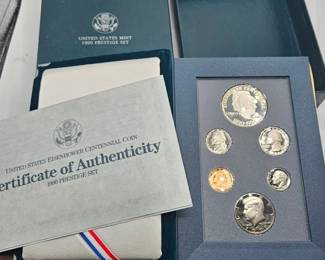 UNITED STATES MINT
1990 PRESTIGE SET
UNITED STATES EISENHOWER CENTENNIAL COIN
Certificate of Authenticity
1990 PRESTIGE SET